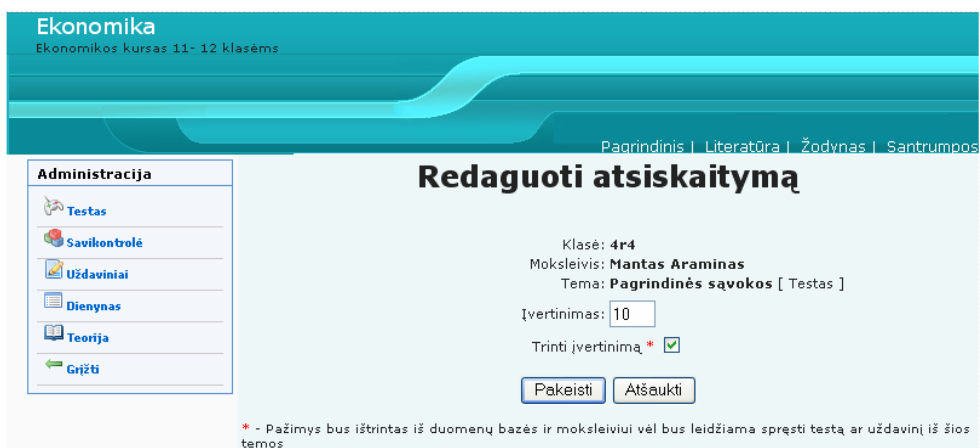 Ekonomika
Ekonomikos kursas 11- 12 klasėms
Pagrindinis | Literatūra | Žodynas | Santrumpos
Administracija
Testas
Savikontrolė
Uždaviniai
Dienynas
Teorija
Grįžti
Redaguoti atsiskaitymą
Klasė: 4r4
Moksleivis: Mantas Araminas
Tema: Pagrindinės sąvokos [ Testas ]
Įvertinimas: 10
Trinti įvertinimą *
Pakeisti Atšaukti
* - Pažimys bus ištrintas iš duomenų bazės ir moksleiviui vėl bus leidžiama spręsti testą ar uždavinį iš šios
temos